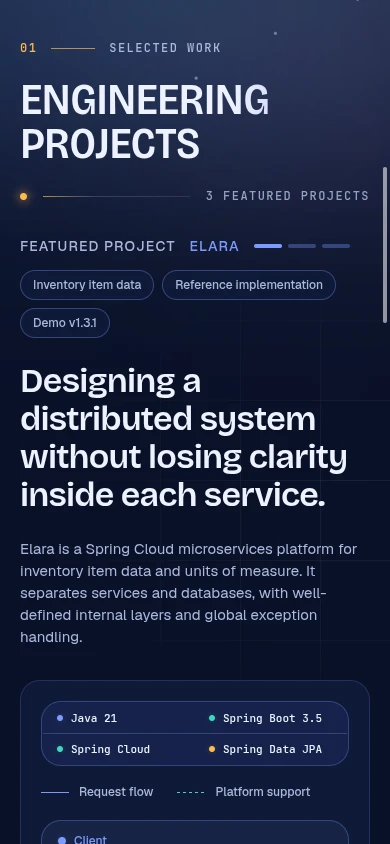 01 SELECTED WORK
ENGINEERING
PROJECTS
3 FEATURED PROJECTS
FEATURED PROJECT ELARA
Inventory item data Reference implementation
Demo v1.3.1
Designing a
distributed system
without losing clarity
inside each service.
Elara is a Spring Cloud microservices platform for
inventory item data and units of measure. It
separates services and databases, with well-
defined internal layers and global exception
handling.
Java 21 Spring Boot 3.5
Spring Cloud Spring Data JPA
Request flow Platform support
Client